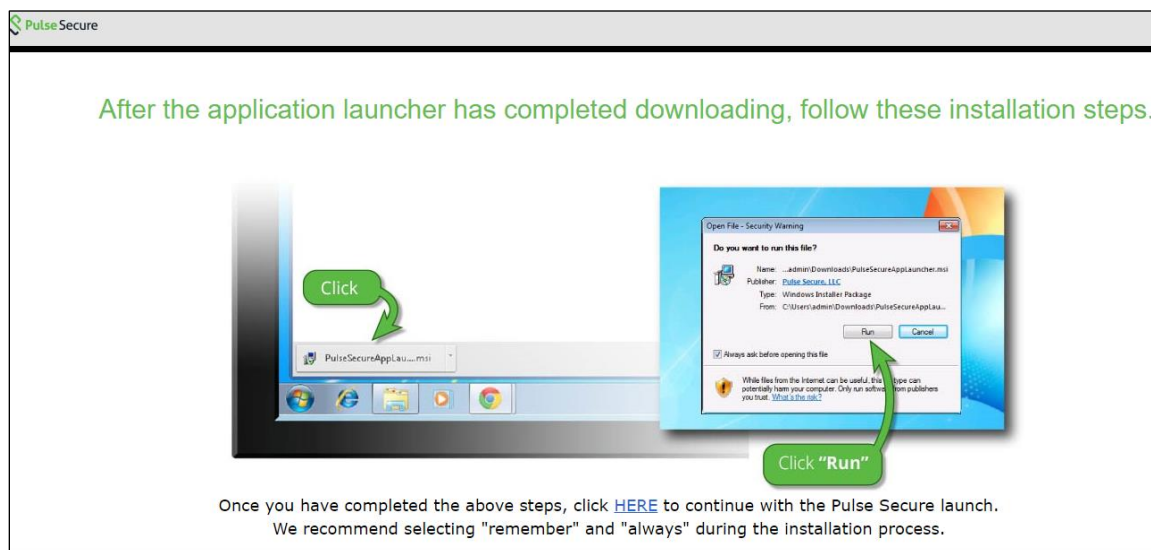 Pulse Secure
After the application launcher has completed downloading, follow these installation steps.
Click
PulseSecureAppLau....msi
Open File - Security Warning
Do you want to run this file?
Name: ...admin\Downloads\PulseSecureAppLauncher.msi
Publisher: Pulse Secure, LLC
Type: Windows Installer Package
From: C:\Users\admin\Downloads\PulseSecureAppLau...
Run Cancel
Always ask before opening this file
While files from the Internet can be useful, this type can
potentially harm your computer. Only run software from publishers
you trust. What's the risk?
Click "Run"
Once you have completed the above steps, click HERE to continue with the Pulse Secure launch.
We recommend selecting "remember" and "always" during the installation process.